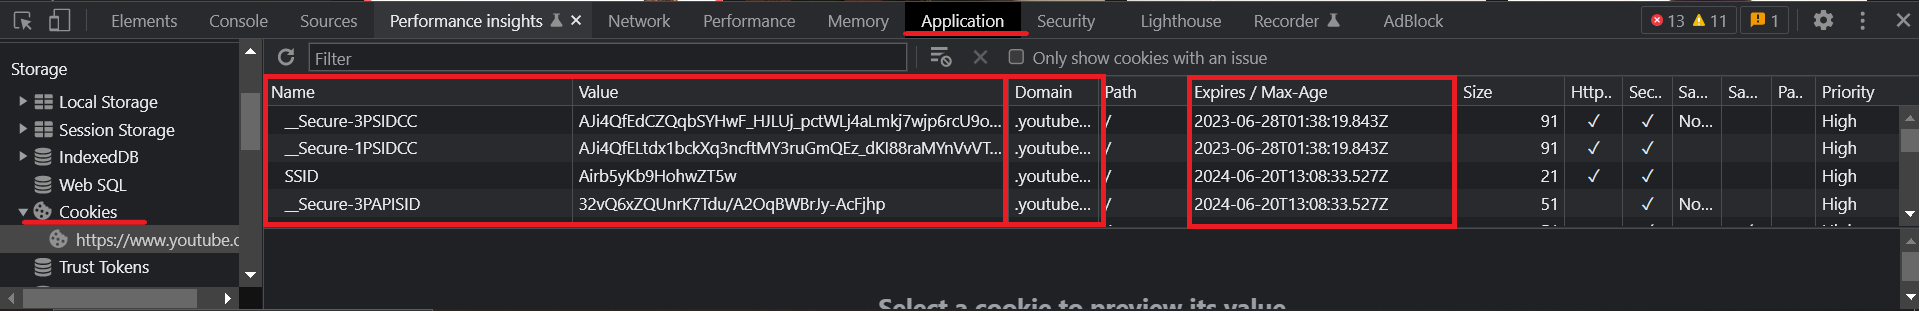 Elements Console Sources Performance insights Network Performance Memory Application Security Lighthouse Recorder AdBlock 13 11 1
Storage
Local Storage
Session Storage
IndexedDB
Web SQL
Cookies
https://www.youtube.c
Trust Tokens
Filter Only show cookies with an issue
Name Value Domain Path Expires / Max-Age Size Http.. Sec.. Sa... Sa... Pa.. Priority
__Secure-3PSIDCC AJi4QfEdCZQqbSYHwF_HJLUj_pctWLj4aLmkj7wjp6rcU9o... .youtube... / 2023-06-28T01:38:19.843Z 91 ✓ ✓ No... High
__Secure-1PSIDCC AJi4QfELtdx1bckXq3ncftMY3ruGmQEz_dKI88raMYnVvVT... .youtube... / 2023-06-28T01:38:19.843Z 91 ✓ ✓ High
SSID Airb5yKb9HohwZT5w .youtube... / 2024-06-20T13:08:33.527Z 21 ✓ ✓ High
__Secure-3PAPISID 32vQ6xZQUnrK7Tdu/A2OqBWBrJy-AcFjhp .youtube... / 2024-06-20T13:08:33.527Z 51 ✓ No... High
Select a cookie to preview its value